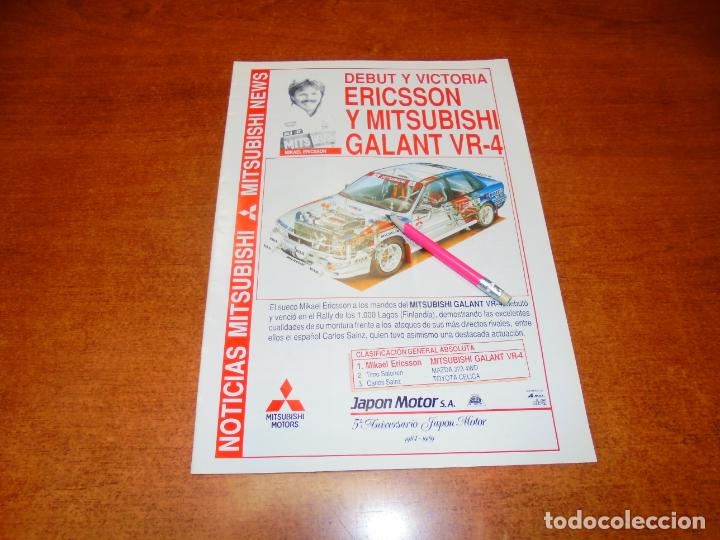 NOTICIAS MITSUBISHI MITSUBISHI NEWS
DEBUT Y VICTORIA
ERICSSON
Y MITSUBISHI
GALANT VR-4
MIKAEL ERICSSON
El sueco Mikael Ericsson a los mandos del MITSUBISHI GALANT VR-4 debutó
y venció en el Rally de los 1.000 Lagos (Finlandia), demostrando las excelentes
cualidades de su montura frente a los ataques de sus más directos rivales, entre
ellos el español Carlos Sainz, quien tuvo asimismo una destacada actuación.
CLASIFICACIÓN GENERAL ABSOLUTA
1. Mikael Ericsson MITSUBISHI GALANT VR-4
2. Timo Salonen MAZDA 323 4WD
3. Carlos Sainz TOYOTA CELICA
MITSUBISHI
MOTORS
Japon Motor S.A.
5º Aniversario Japon Motor
1984-1989
todocoleccion